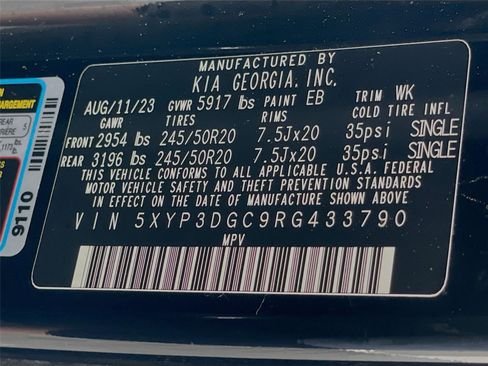 MANUFACTURED BY
KIA GEORGIA, INC.
AUG/11/23 GVWR 5917 lbs PAINT EB TRIM WK
GAWR TIRES RIMS COLD TIRE INFL
FRONT 2954 lbs 245/50R20 7.5Jx20 35psi SINGLE
REAR 3196 lbs 245/50R20 7.5Jx20 35psi SINGLE
THIS VEHICLE CONFORMS TO ALL APPLICABLE U.S.A. FEDERAL
MOTOR VEHICLE SAFETY AND THEFT PREVENTION STANDARDS
IN EFFECT ON THE DATE OF MANUFACTURE SHOWN ABOVE.
VIN 5XYP3DGC9RG433790
MPV
REAR 5
9110